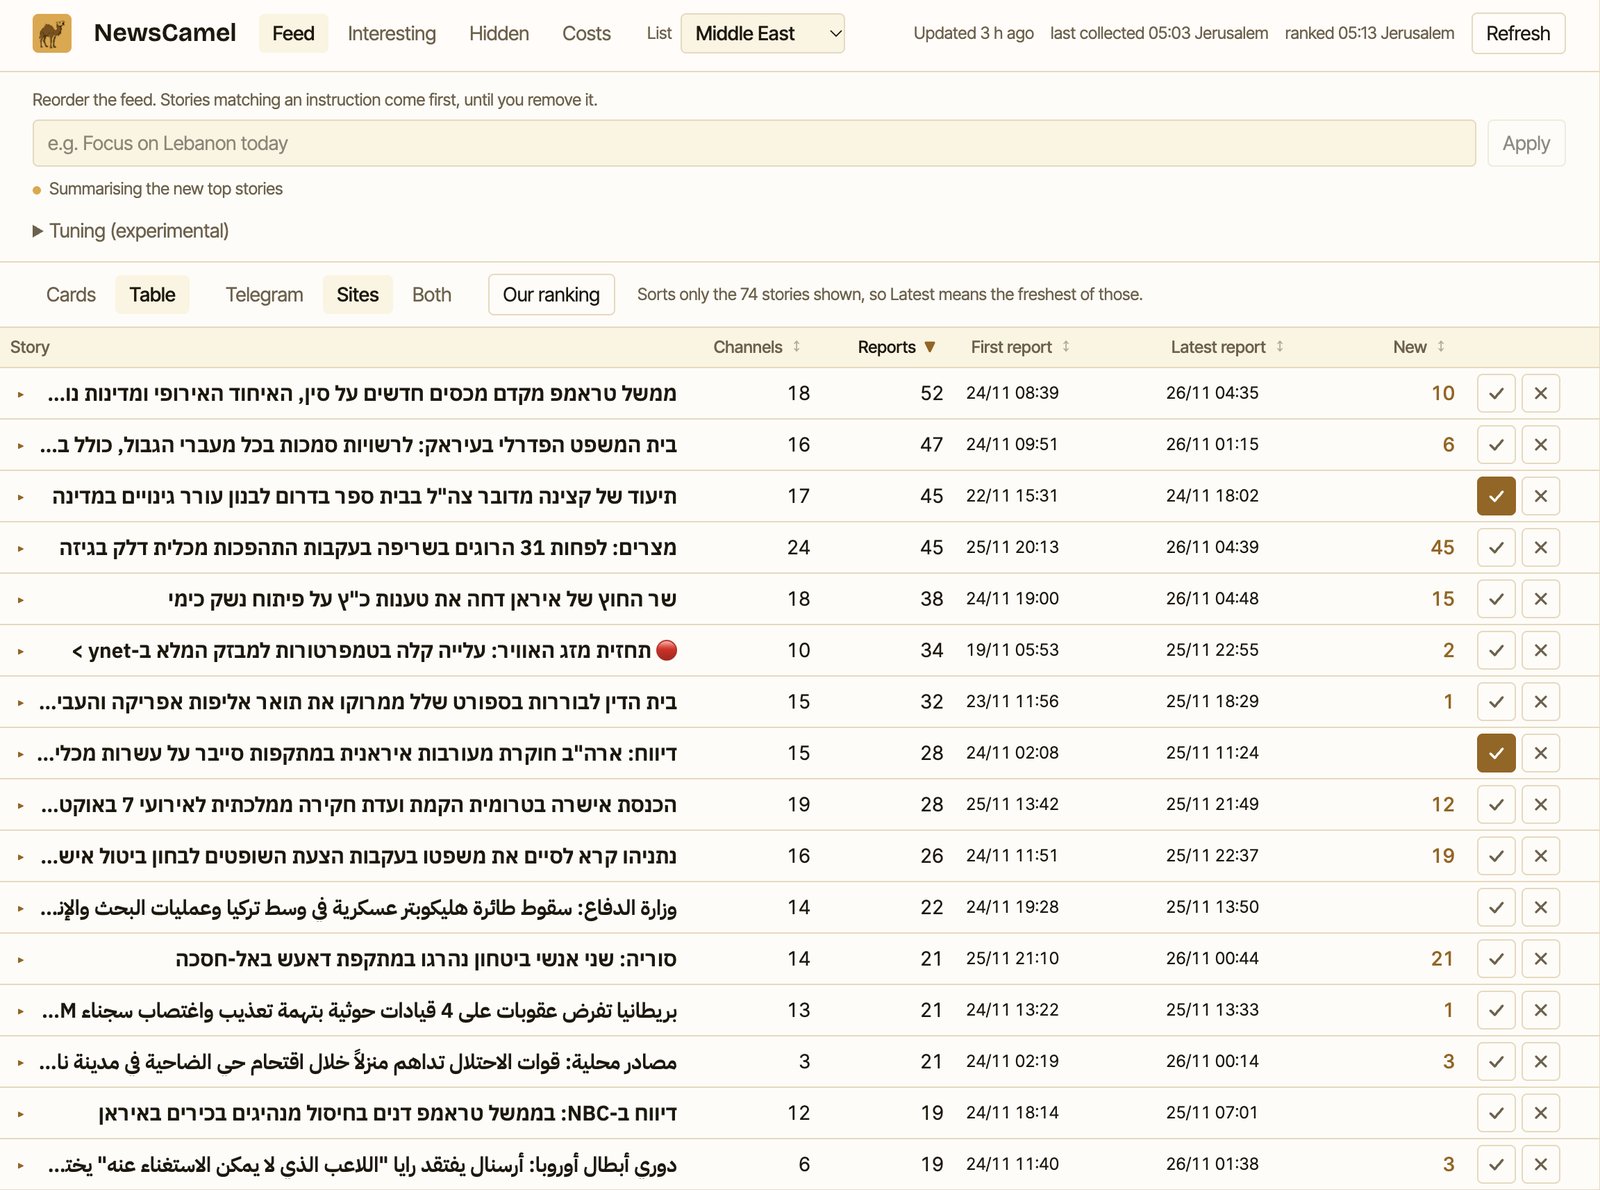 NewsCamel Feed Interesting Hidden Costs List Middle East Updated 3 h ago last collected 05:03 Jerusalem ranked 05:13 Jerusalem Refresh
Reorder the feed. Stories matching an instruction come first, until you remove it.
e.g. Focus on Lebanon today Apply
Summarising the new top stories
Tuning (experimental)
Cards Table Telegram Sites Both Our ranking Sorts only the 74 stories shown, so Latest means the freshest of those.
Story Channels Reports First report Latest report New
ממשל טראמפ מקדם מכסים חדשים על סין, האיחוד האירופי ומדינות נו... 18 52 24/11 08:39 26/11 04:35 10
בית המשפט הפדרלי בעיראק: לרשויות סמכות בכל מעברי הגבול, כולל ב... 16 47 24/11 09:51 26/11 01:15 6
תיעוד של קצינה מדובר צה"ל בבית ספר בדרום לבנון עורר גינויים במדינה 17 45 22/11 15:31 24/11 18:02
מצרים: לפחות 31 הרוגים בשריפה בעקבות התהפכות מכלית דלק בגיזה 24 45 25/11 20:13 26/11 04:39 45
שר החוץ של איראן דחה את טענות כ"ץ על פיתוח נשק כימי 18 38 24/11 19:00 26/11 04:48 15
🔴 תחזית מזג האוויר: עלייה קלה בטמפרטורות למבזק המלא ב-ynet > 10 34 19/11 05:53 25/11 22:55 2
בית הדין לבוררות בספורט שלל ממרוקו את תואר אליפות אפריקה והעבי... 15 32 23/11 11:56 25/11 18:29 1
דיווח: ארה"ב חוקרת מעורבות איראנית במתקפות סייבר על עשרות מכלי... 15 28 24/11 02:08 25/11 11:24
הכנסת אישרה בטרומית הקמת ועדת חקירה ממלכתית לאירועי 7 באוקט... 19 28 25/11 13:42 25/11 21:49 12
נתניהו קרא לסיים את משפטו בעקבות הצעת השופטים לבחון ביטול איש... 16 26 24/11 11:51 25/11 22:37 19
وزارة الدفاع: سقوط طائرة هليكوبتر عسكرية في وسط تركيا وعمليات البحث والإنـ... 14 22 24/11 19:28 25/11 13:50
סוריה: שני אנשי ביטחון נהרגו במתקפת דאעש באל-חסכה 14 21 25/11 21:10 26/11 00:44 21
بريطانيا تفرض عقوبات على 4 قيادات حوثية بتهمة تعذيب واغتصاب سجناء M... 13 21 24/11 13:22 25/11 13:33 1
مصادر محلية: قوات الاحتلال تداهم منزلاً خلال اقتحام حي الضاحية في مدينة نا... 3 21 24/11 02:19 26/11 00:14 3
דיווח ב-NBC: בממשל טראמפ דנים בחיסול מנהיגים בכירים באיראן 12 19 24/11 18:14 25/11 07:01
دوري أبطال أوروبا: أرسنال يفتقد رايا "اللاعب الذي لا يمكن الاستغناء عنه" يختـ... 6 19 24/11 11:40 26/11 01:38 3